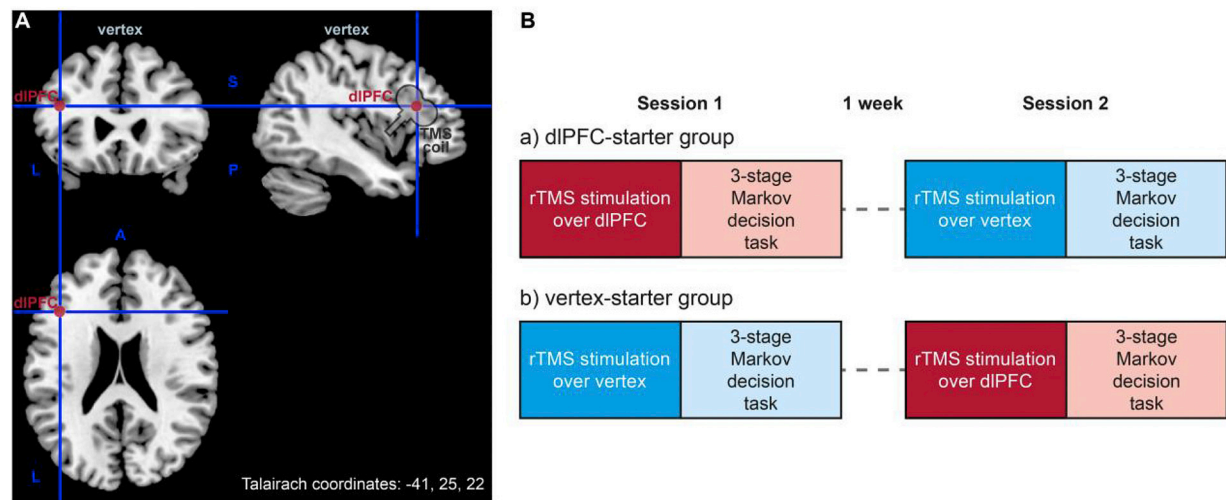 A
vertex
vertex
dlPFC
S
dlPFC
TMS
coil
L
P
A
dlPFC
L
Talairach coordinates: -41, 25, 22
B
Session 1
1 week
Session 2
a) dlPFC-starter group
rTMS stimulation
over dlPFC
3-stage
Markov
decision
task
rTMS stimulation
over vertex
3-stage
Markov
decision
task
b) vertex-starter group
rTMS stimulation
over vertex
3-stage
Markov
decision
task
rTMS stimulation
over dlPFC
3-stage
Markov
decision
task